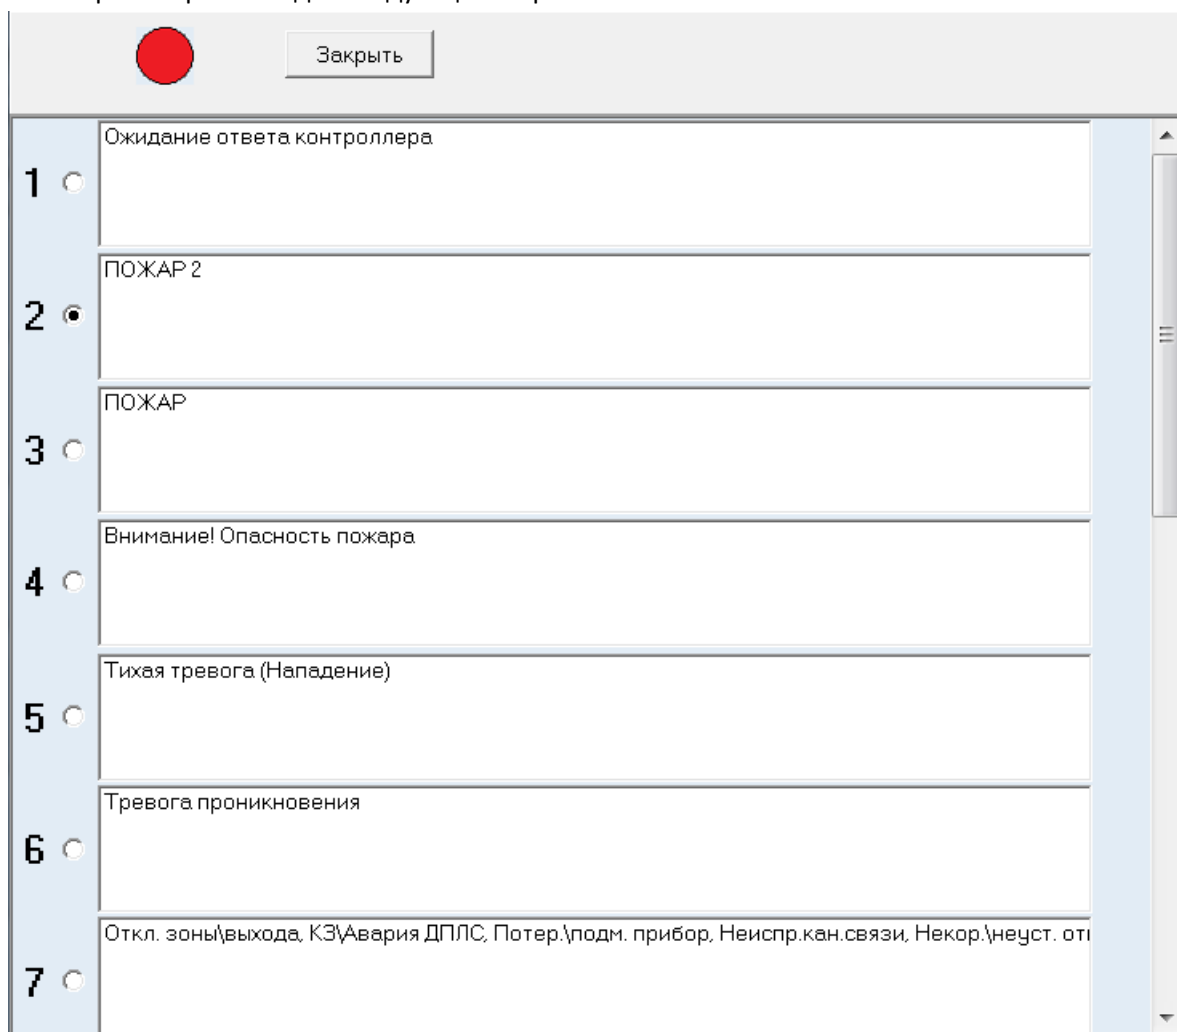 Закрыть
1 Ожидание ответа контроллера
2 ПОЖАР 2
3 ПОЖАР
4 Внимание! Опасность пожара
5 Тихая тревога (Нападение)
6 Тревога проникновения
7 Откл. зоны\выхода, КЗ\Авария ДПЛС, Потер.\подм. прибор, Неиспр.кан.связи, Некор.\неуст.